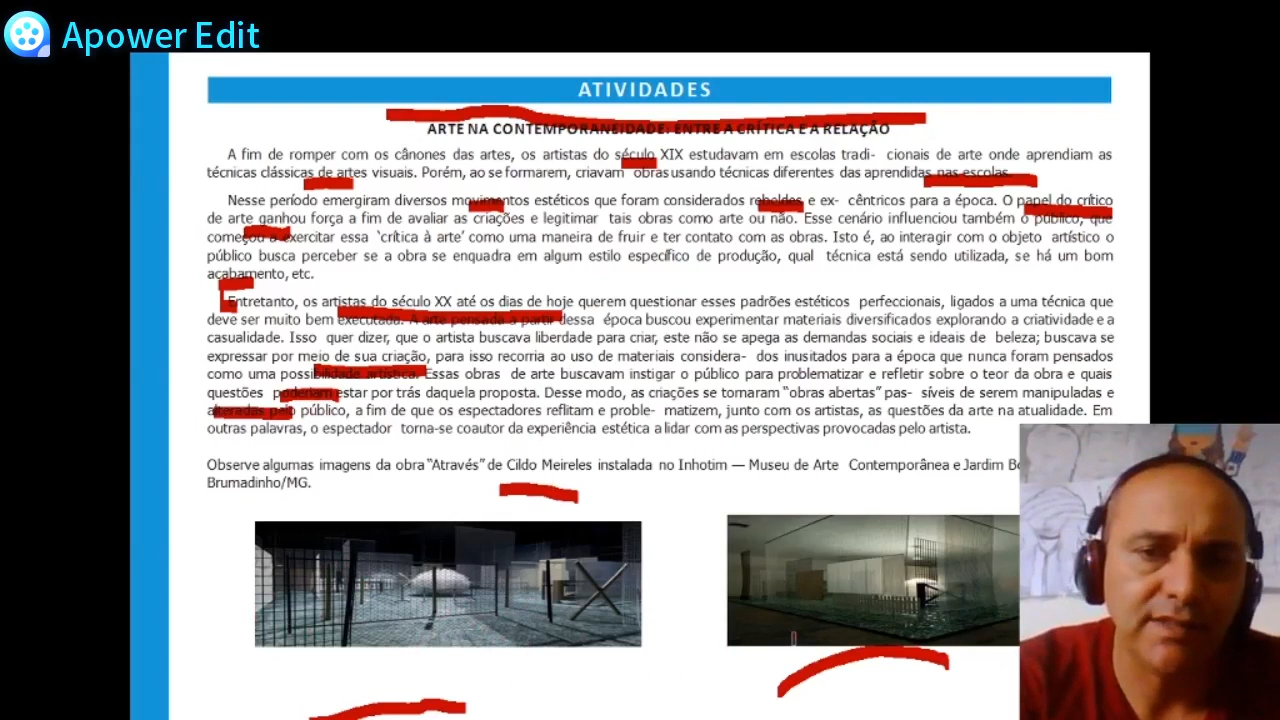 Apower Edit
ATIVIDADES
ARTE NA CONTEMPORANEIDADE: ENTRE A CRÍTICA E A RELAÇÃO
A fim de romper com os cânones das artes, os artistas do século XIX estudavam em escolas tradi- cionais de arte onde aprendiam as
técnicas clássicas de artes visuais. Porém, ao se formarem, criavam obras usando técnicas diferentes das aprendidas nas escolas.
Nesse período emergiram diversos movimentos estéticos que foram considerados rebeldes e ex- cêntricos para a época. O papel do crítico
de arte ganhou força a fim de avaliar as criações e legitimar tais obras como arte ou não. Esse cenário influenciou também o público, que
começou a exercitar essa 'crítica à arte' como uma maneira de fruir e ter contato com as obras. Isto é, ao interagir com o objeto artístico o
público busca perceber se a obra se enquadra em algum estilo específico de produção, qual técnica está sendo utilizada, se há um bom
acabamento, etc.
Entretanto, os artistas do século XX até os dias de hoje querem questionar esses padrões estéticos perfeccionais, ligados a uma técnica que
deve ser muito bem executada. A arte pensada a partir dessa época buscou experimentar materiais diversificados explorando a criatividade e a
casualidade. Isso quer dizer, que o artista buscava liberdade para criar, este não se apega as demandas sociais e ideais de beleza; buscava se
expressar por meio de sua criação, para isso recorria ao uso de materiais considera- dos inusitados para a época que nunca foram pensados
como uma possibilidade artística. Essas obras de arte buscavam instigar o público para problematizar e refletir sobre o teor da obra e quais
questões poderiam estar por trás daquela proposta. Desse modo, as criações se tornaram "obras abertas" pas- síveis de serem manipuladas e
alteradas pelo público, a fim de que os espectadores reflitam e proble- matizem, junto com os artistas, as questões da arte na atualidade. Em
outras palavras, o espectador torna-se coautor da experiência estética a lidar com as perspectivas provocadas pelo artista.
Observe algumas imagens da obra "Através" de Cildo Meireles instalada no Inhotim — Museu de Arte Contemporânea e Jardim
Brumadinho/MG.